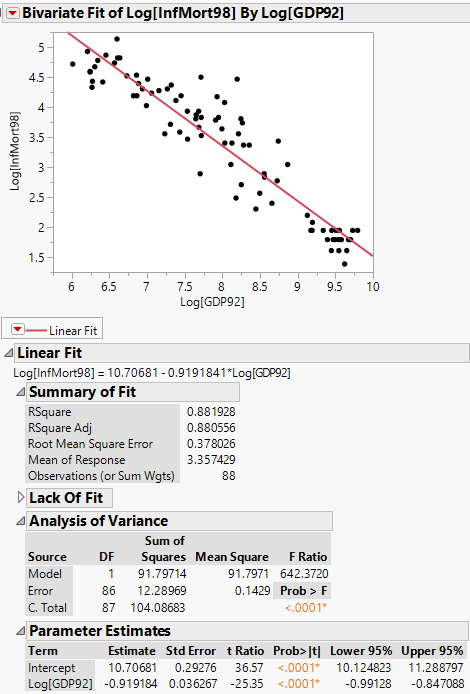 Bivariate Fit of Log[InfMort98] By Log[GDP92]
5
4.5
4
3.5
3
2.5
2
1.5
Log[InfMort98]
6 6.5 7 7.5 8 8.5 9 9.5 10
Log[GDP92]
Linear Fit
Linear Fit
Log[InfMort98] = 10.70681 - 0.9191841*Log[GDP92]
Summary of Fit
RSquare 0.881928
RSquare Adj 0.880556
Root Mean Square Error 0.378026
Mean of Response 3.357429
Observations (or Sum Wgts) 88
Lack Of Fit
Analysis of Variance
Sum of
Source DF Squares Mean Square F Ratio
Model 1 91.79714 91.7971 642.3720
Error 86 12.28969 0.1429 Prob > F
C. Total 87 104.08683 <.0001*
Parameter Estimates
Term Estimate Std Error t Ratio Prob>|t| Lower 95% Upper 95%
Intercept 10.70681 0.29276 36.57 <.0001* 10.124823 11.288797
Log[GDP92] -0.919184 0.036267 -25.35 <.0001* -0.99128 -0.847088